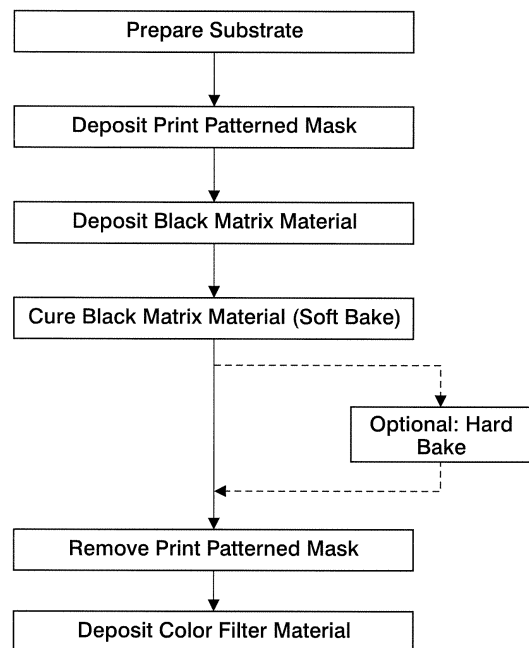 Prepare Substrate
Deposit Print Patterned Mask
Deposit Black Matrix Material
Cure Black Matrix Material (Soft Bake)
Optional: Hard
Bake
Remove Print Patterned Mask
Deposit Color Filter Material